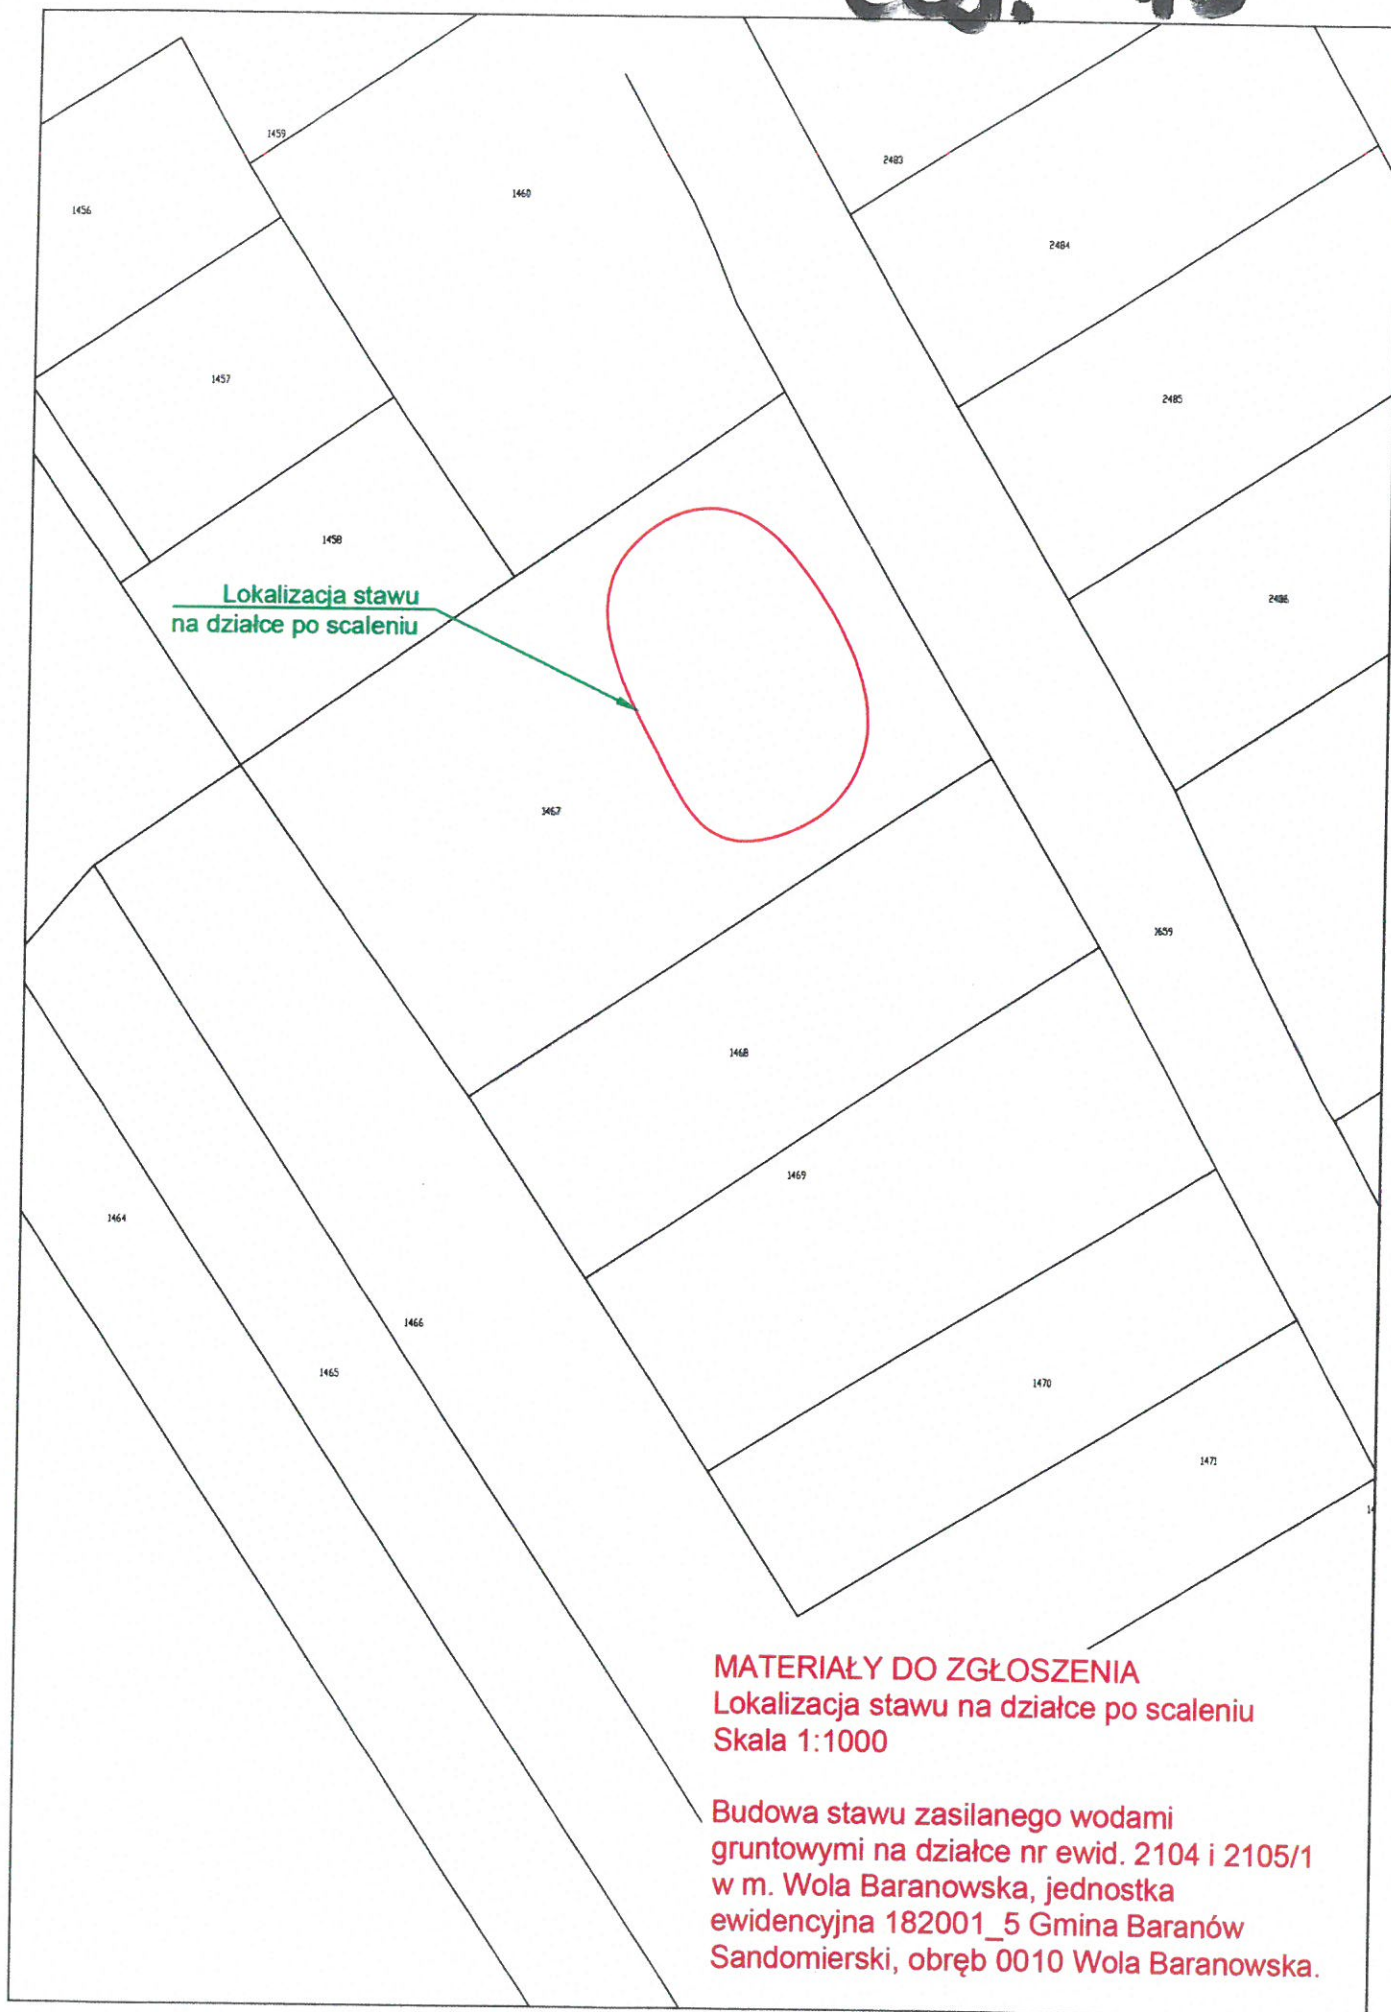 1459
2483
1460
1456
2484
1457
2485
1458
Lokalizacja stawu
na działce po scaleniu
2486
1467
1659
1468
1469
1464
1466
1465
1470
1471
MATERIAŁY DO ZGŁOSZENIA
Lokalizacja stawu na działce po scaleniu
Skala 1:1000
Budowa stawu zasilanego wodami
gruntowymi na działce nr ewid. 2104 i 2105/1
w m. Wola Baranowska, jednostka
ewidencyjna 182001_5 Gmina Baranów
Sandomierski, obręb 0010 Wola Baranowska.